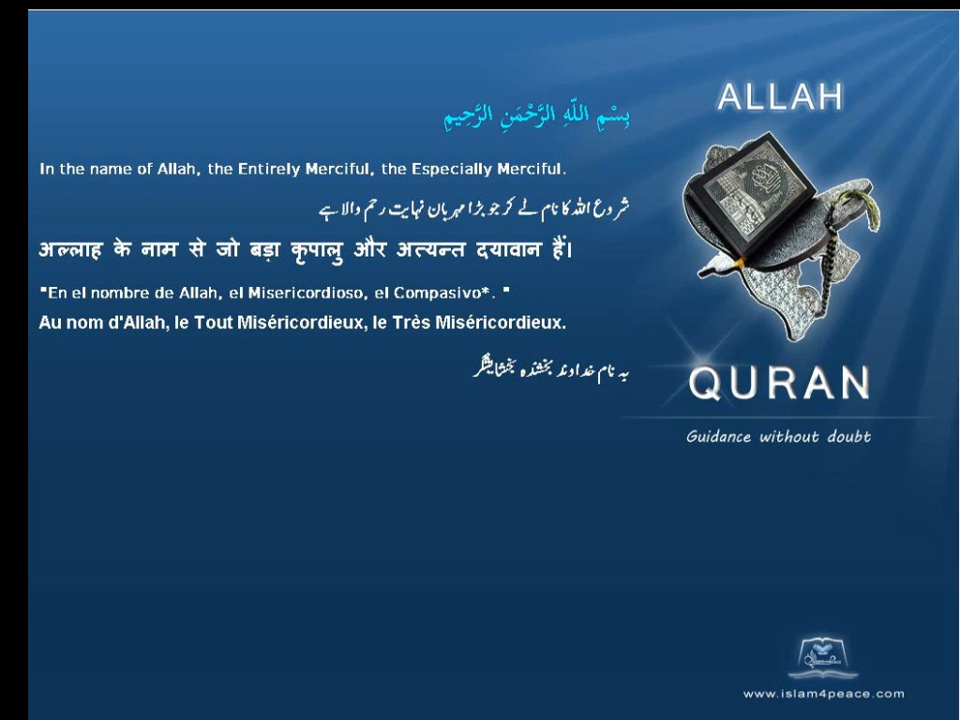 بِسْمِ اللَّهِ الرَّحْمَنِ الرَّحِيمِ
In the name of Allah, the Entirely Merciful, the Especially Merciful.
شروع الله کا نام لے کر جو بڑا مہربان نہایت رحم والا ہے
अल्लाह के नाम से जो बड़ा कृपालु और अत्यन्त दयावान हैं।
"En el nombre de Allah, el Misericordioso, el Compasivo*. "
Au nom d'Allah, le Tout Miséricordieux, le Très Miséricordieux.
به نام خداوند بخشنده بخشایشگر
ALLAH
QURAN
Guidance without doubt
www.islam4peace.com